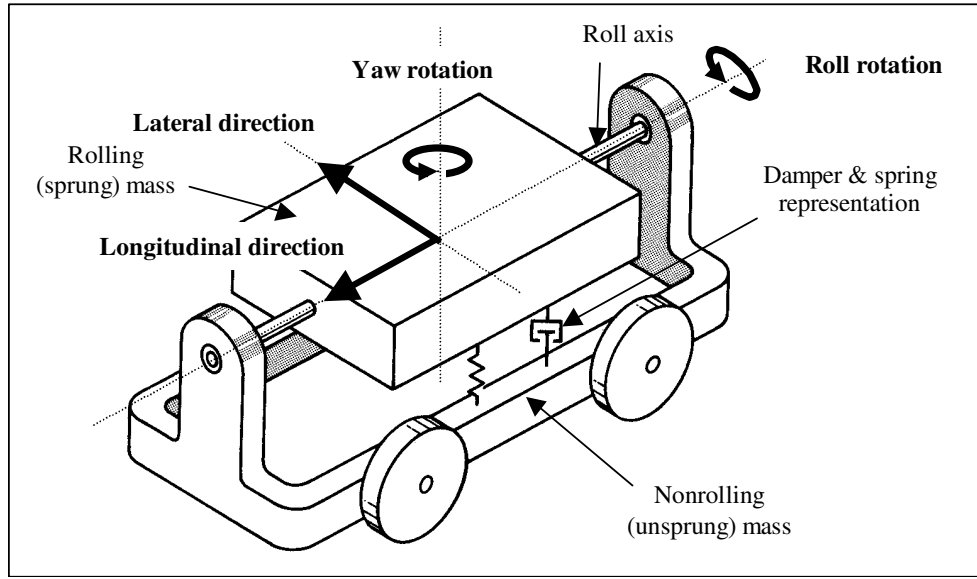 Roll axis
Yaw rotation
Roll rotation
Lateral direction
Rolling
(sprung) mass
Damper & spring
representation
Longitudinal direction
Nonrolling
(unsprung) mass